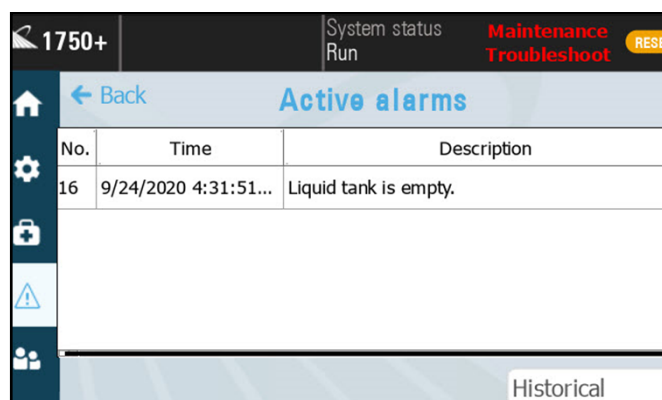 1750+
System status
Run
Maintenance
Troubleshoot
RESE
Back
Active alarms
No. Time Description
16 9/24/2020 4:31:51... Liquid tank is empty.
Historical